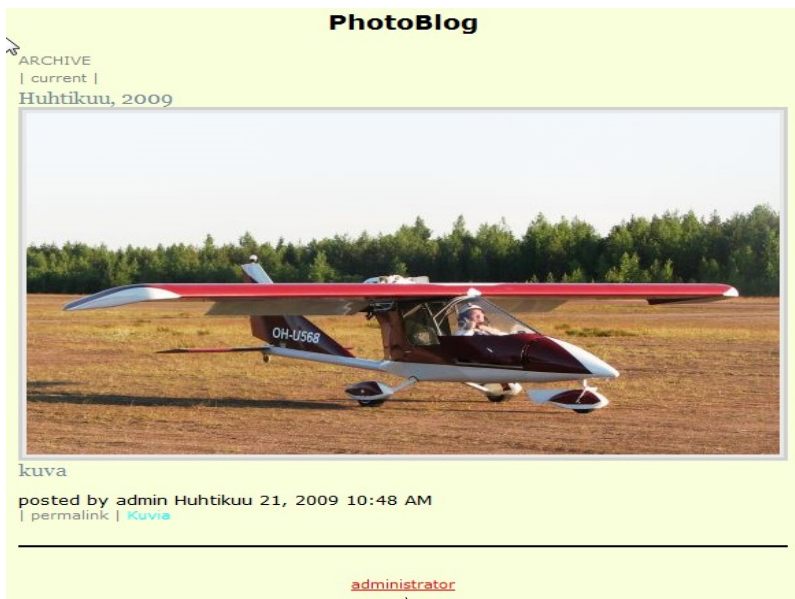 PhotoBlog
ARCHIVE
| current |
Huhtikuu, 2009
OH-U568
kuva
posted by admin Huhtikuu 21, 2009 10:48 AM
| permalink | Kuvia
administrator